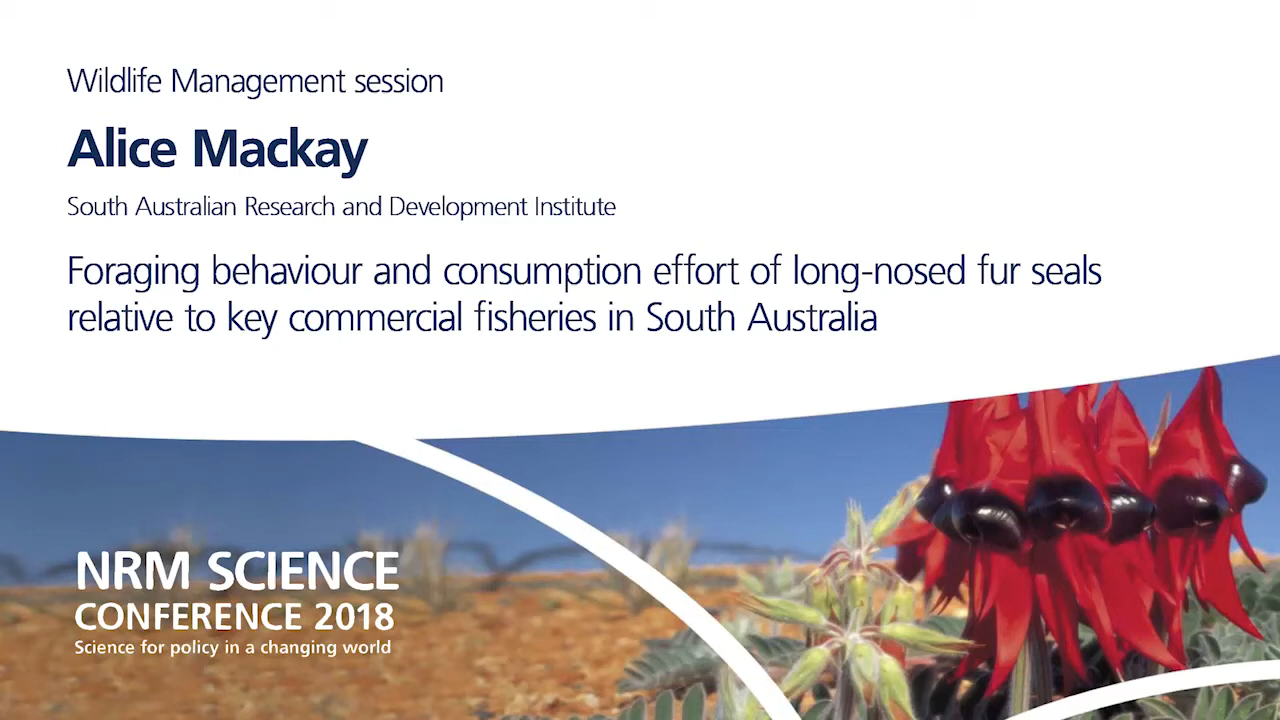 Wildlife Management session
Alice Mackay
South Australian Research and Development Institute
Foraging behaviour and consumption effort of long-nosed fur seals
relative to key commercial fisheries in South Australia
NRM SCIENCE
CONFERENCE 2018
Science for policy in a changing world